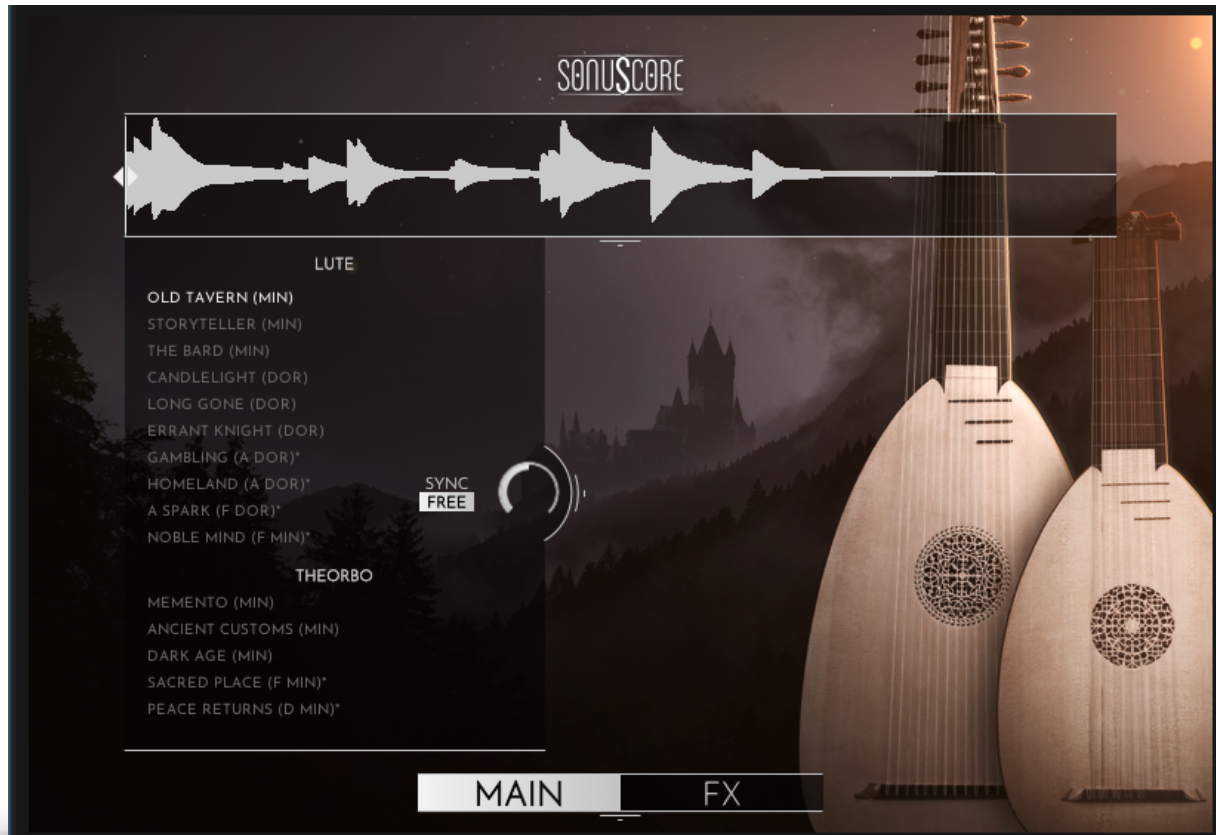 SONUSCORE
LUTE
OLD TAVERN (MIN)
STORYTELLER (MIN)
THE BARD (MIN)
CANDLELIGHT (DOR)
LONG GONE (DOR)
ERRANT KNIGHT (DOR)
GAMBLING (A DOR)*
HOMELAND (A DOR)*
A SPARK (F DOR)*
NOBLE MIND (F MIN)*
SYNC
FREE
THEORBO
MEMENTO (MIN)
ANCIENT CUSTOMS (MIN)
DARK AGE (MIN)
SACRED PLACE (F MIN)*
PEACE RETURNS (D MIN)*
MAIN FX